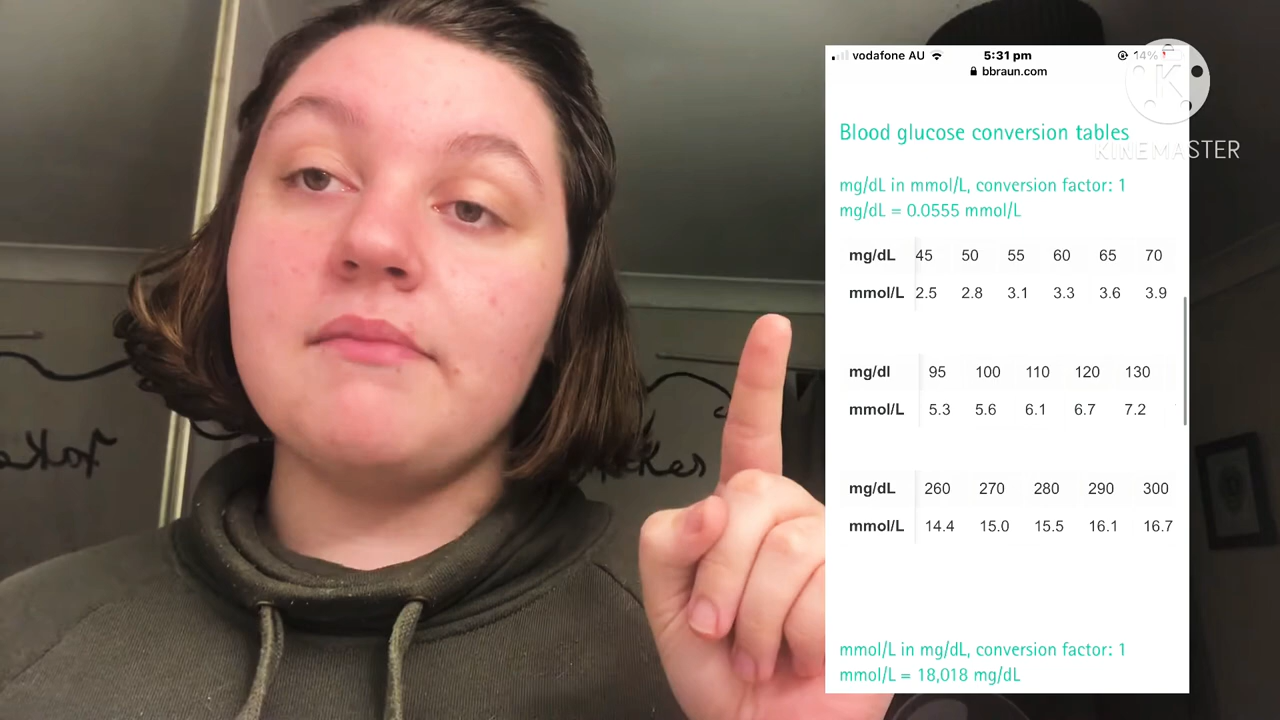 vodafone AU 5:31 pm 14%
bbraun.com
K
KINEMASTER
Blood glucose conversion tables
mg/dL in mmol/L, conversion factor: 1
mg/dL = 0.0555 mmol/L
mg/dL 45 50 55 60 65 70
mmol/L 2.5 2.8 3.1 3.3 3.6 3.9
mg/dl 95 100 110 120 130
mmol/L 5.3 5.6 6.1 6.7 7.2
mg/dL 260 270 280 290 300
mmol/L 14.4 15.0 15.5 16.1 16.7
mmol/L in mg/dL, conversion factor: 1
mmol/L = 18,018 mg/dL